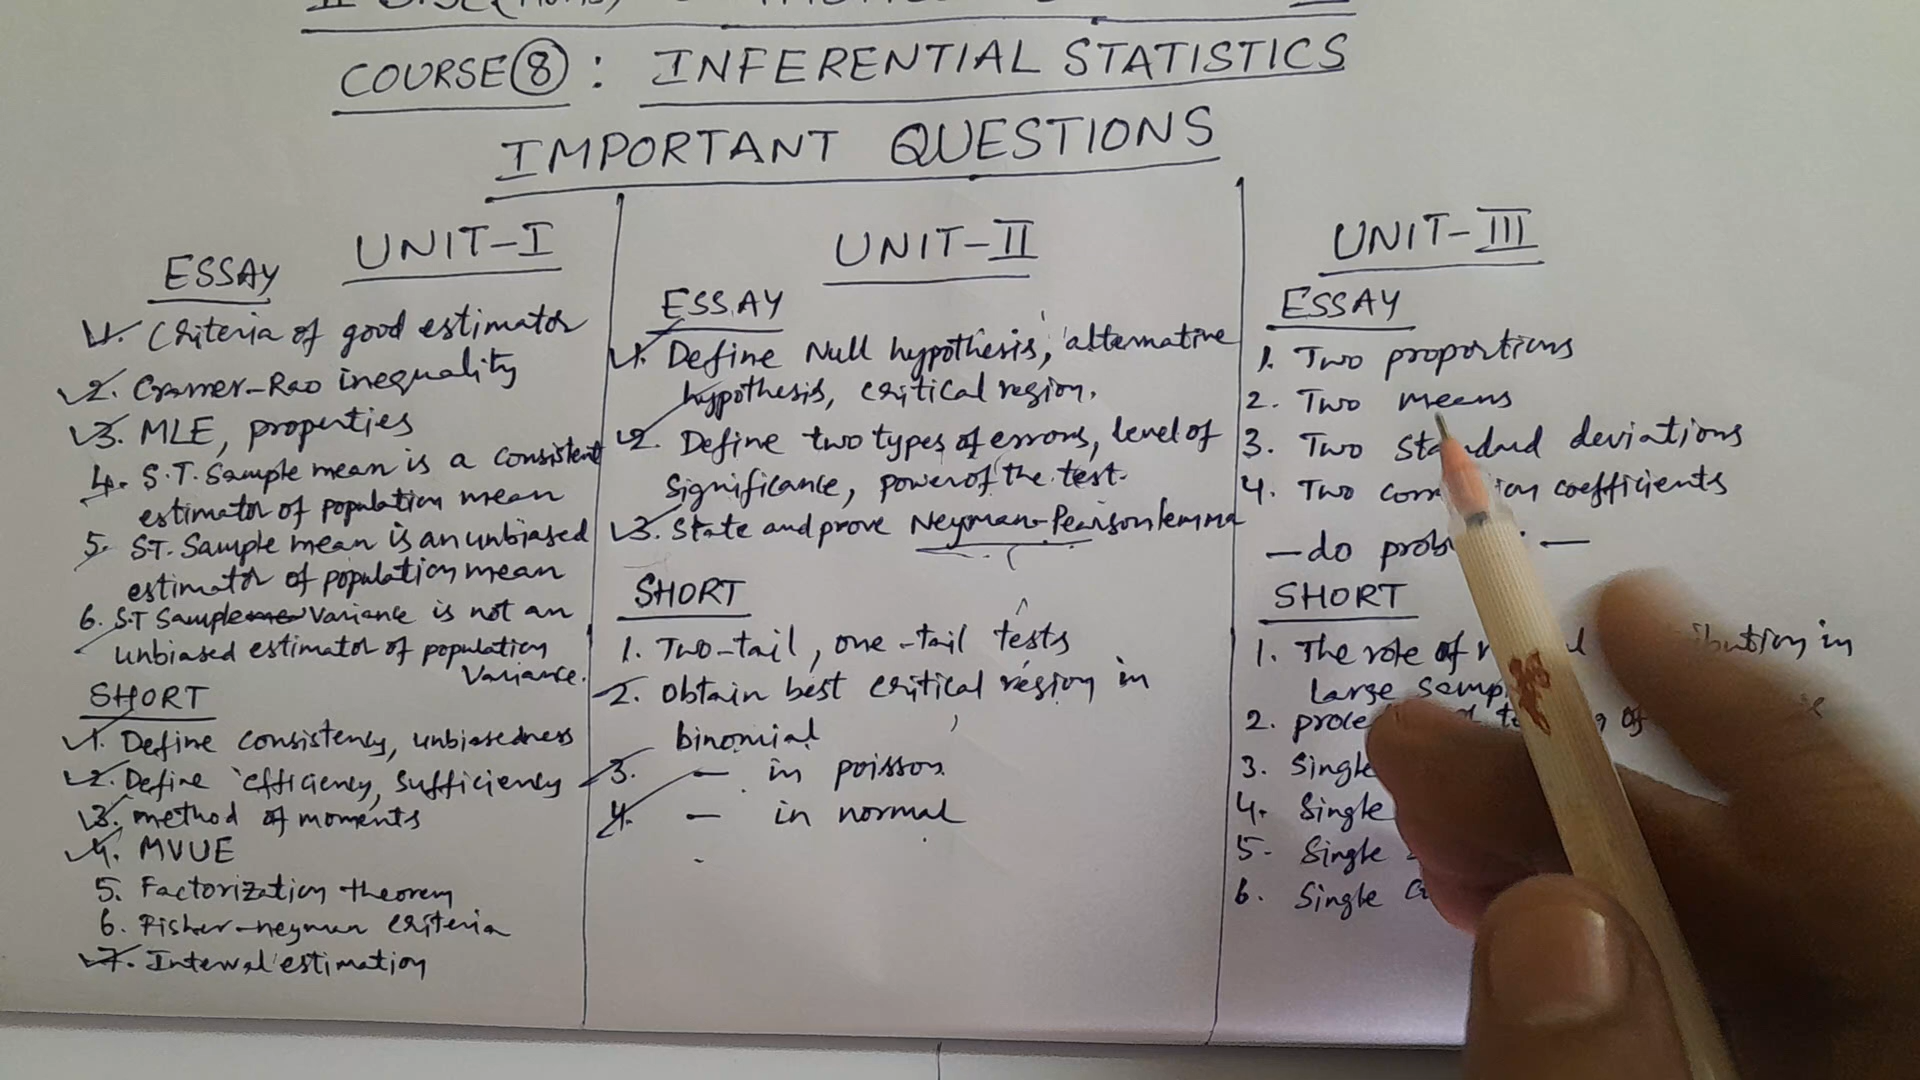 COURSE 8 : INFERENTIAL STATISTICS
IMPORTANT QUESTIONS
UNIT-I
ESSAY
1. Criteria of good estimator
2. Cramer-Rao inequality
3. MLE, properties
4. S.T. Sample mean is a consistent
estimator of population mean
5. S.T. Sample mean is an unbiased
estimator of population mean
6. S.T Sample Variance is not an
unbiased estimator of population
Variance.
SHORT
1. Define consistency, unbiasedness
2. Define efficiency, sufficiency
3. method of moments
4. MVUE
5. Factorization theorem
6. Fisher-neyman criteria
7. Interval estimation
UNIT-II
ESSAY
1. Define Null hypothesis, alternative
hypothesis, critical region.
2. Define two types of errors, level of
significance, power of the test.
3. State and prove Neyman-Pearson lemma
SHORT
1. Two-tail, one-tail tests
2. Obtain best critical region in
binomial
3. — in poisson
4. — in normal
UNIT-III
ESSAY
1. Two proportions
2. Two means
3. Two standard deviations
4. Two coefficients
— do —
SHORT
1. The role of in
Large
2. of
3. Single
4. Single
5. Single
6. Single